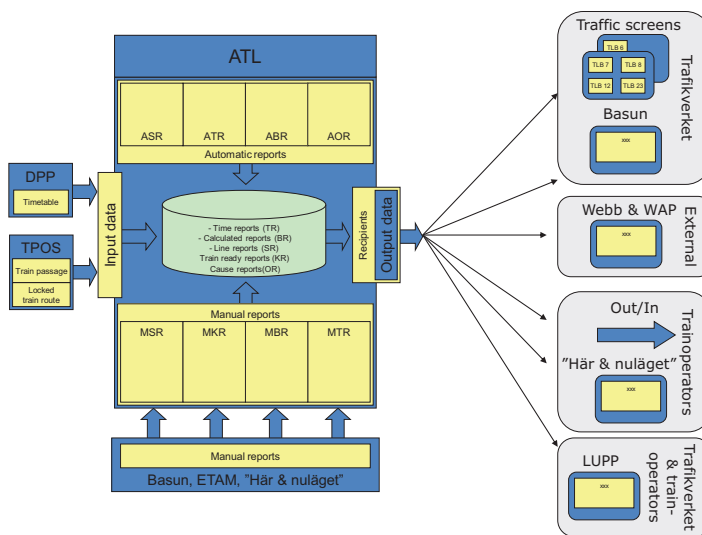 ATL
ASR
ATR
ABR
AOR
Automatic reports
DPP
Timetable
TPOS
Train passage
Locked
train route
Input data
- Time reports (TR)
- Calculated reports (BR)
-Line reports (SR)
Train ready reports (KR)
Cause reports(OR)
Recipients
Output data
Manual reports
MSR
MKR
MBR
MTR
Manual reports
Basun, ETAM, ”Här & nuläget”
Traffic screens
TLB 6
TLB 7
TLB 8
TLB 12
TLB 23
Basun
xxx
Trafikverket
Webb & WAP
xxx
External
Out/In
”Här & nuläget”
xxx
Trainoperators
LUPP
xxx
Trafikverket
& train-
operators